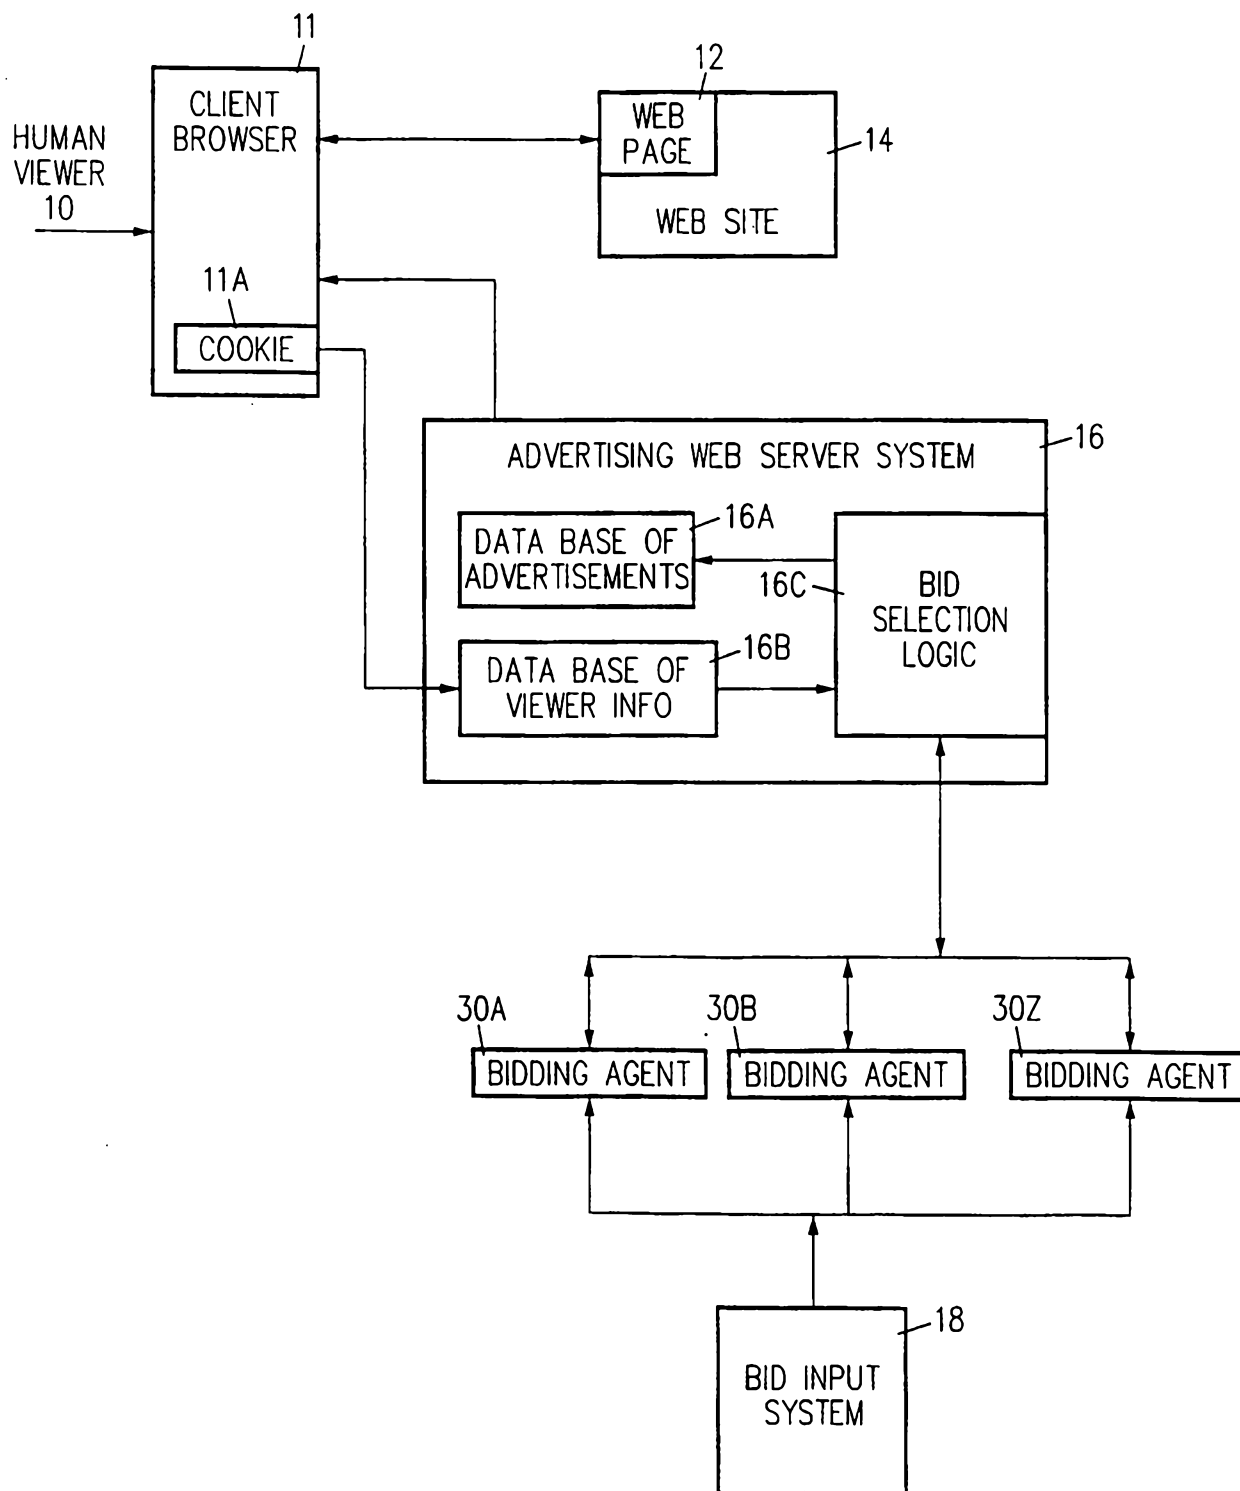 11
CLIENT
BROWSER
HUMAN
VIEWER
10
12
WEB
PAGE
14
WEB SITE
11A
COOKIE
16
ADVERTISING WEB SERVER SYSTEM
16A
DATA BASE OF
ADVERTISEMENTS
16C
BID
SELECTION
LOGIC
16B
DATA BASE OF
VIEWER INFO
30A
BIDDING AGENT
30B
BIDDING AGENT
30Z
BIDDING AGENT
18
BID INPUT
SYSTEM